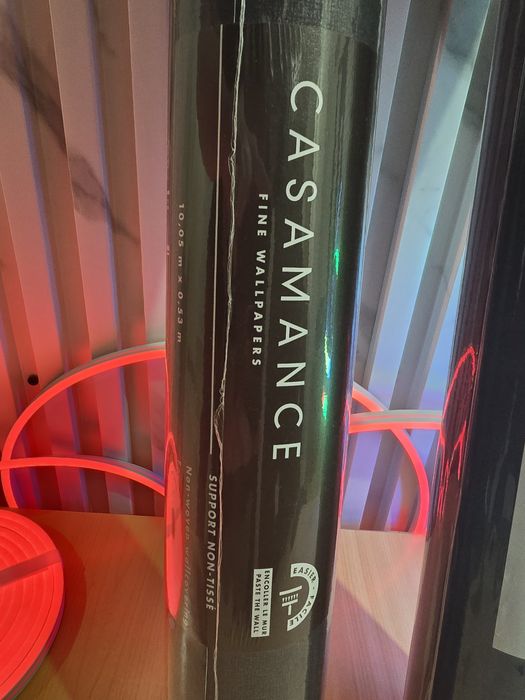 CASAMANCE
FINE WALLPAPERS
10,05 m x 0.53 m
SUPPORT NON-TISSÉ
Non-woven wallcovering
EASIER - FACILE
ENCOLLER LE MUR
PASTE THE WALL